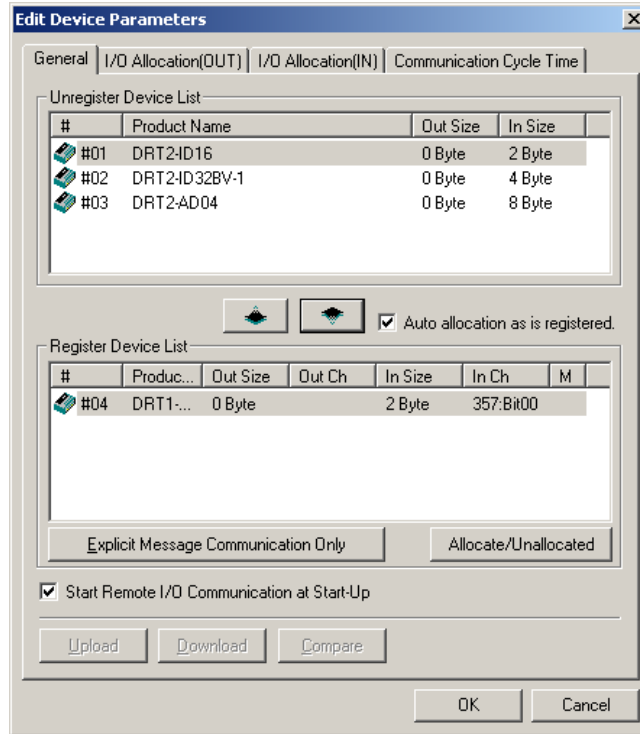 Edit Device Parameters
General I/O Allocation(OUT) I/O Allocation(IN) Communication Cycle Time
Unregister Device List
# Product Name Out Size In Size
#01 DRT2-ID16 0 Byte 2 Byte
#02 DRT2-ID32BV-1 0 Byte 4 Byte
#03 DRT2-AD04 0 Byte 8 Byte
Auto allocation as is registered.
Register Device List
# Produc... Out Size Out Ch In Size In Ch M
#04 DRT1-... 0 Byte 2 Byte 357:Bit00
Explicit Message Communication Only Allocate/Unallocated
Start Remote I/O Communication at Start-Up
Upload Download Compare
OK Cancel